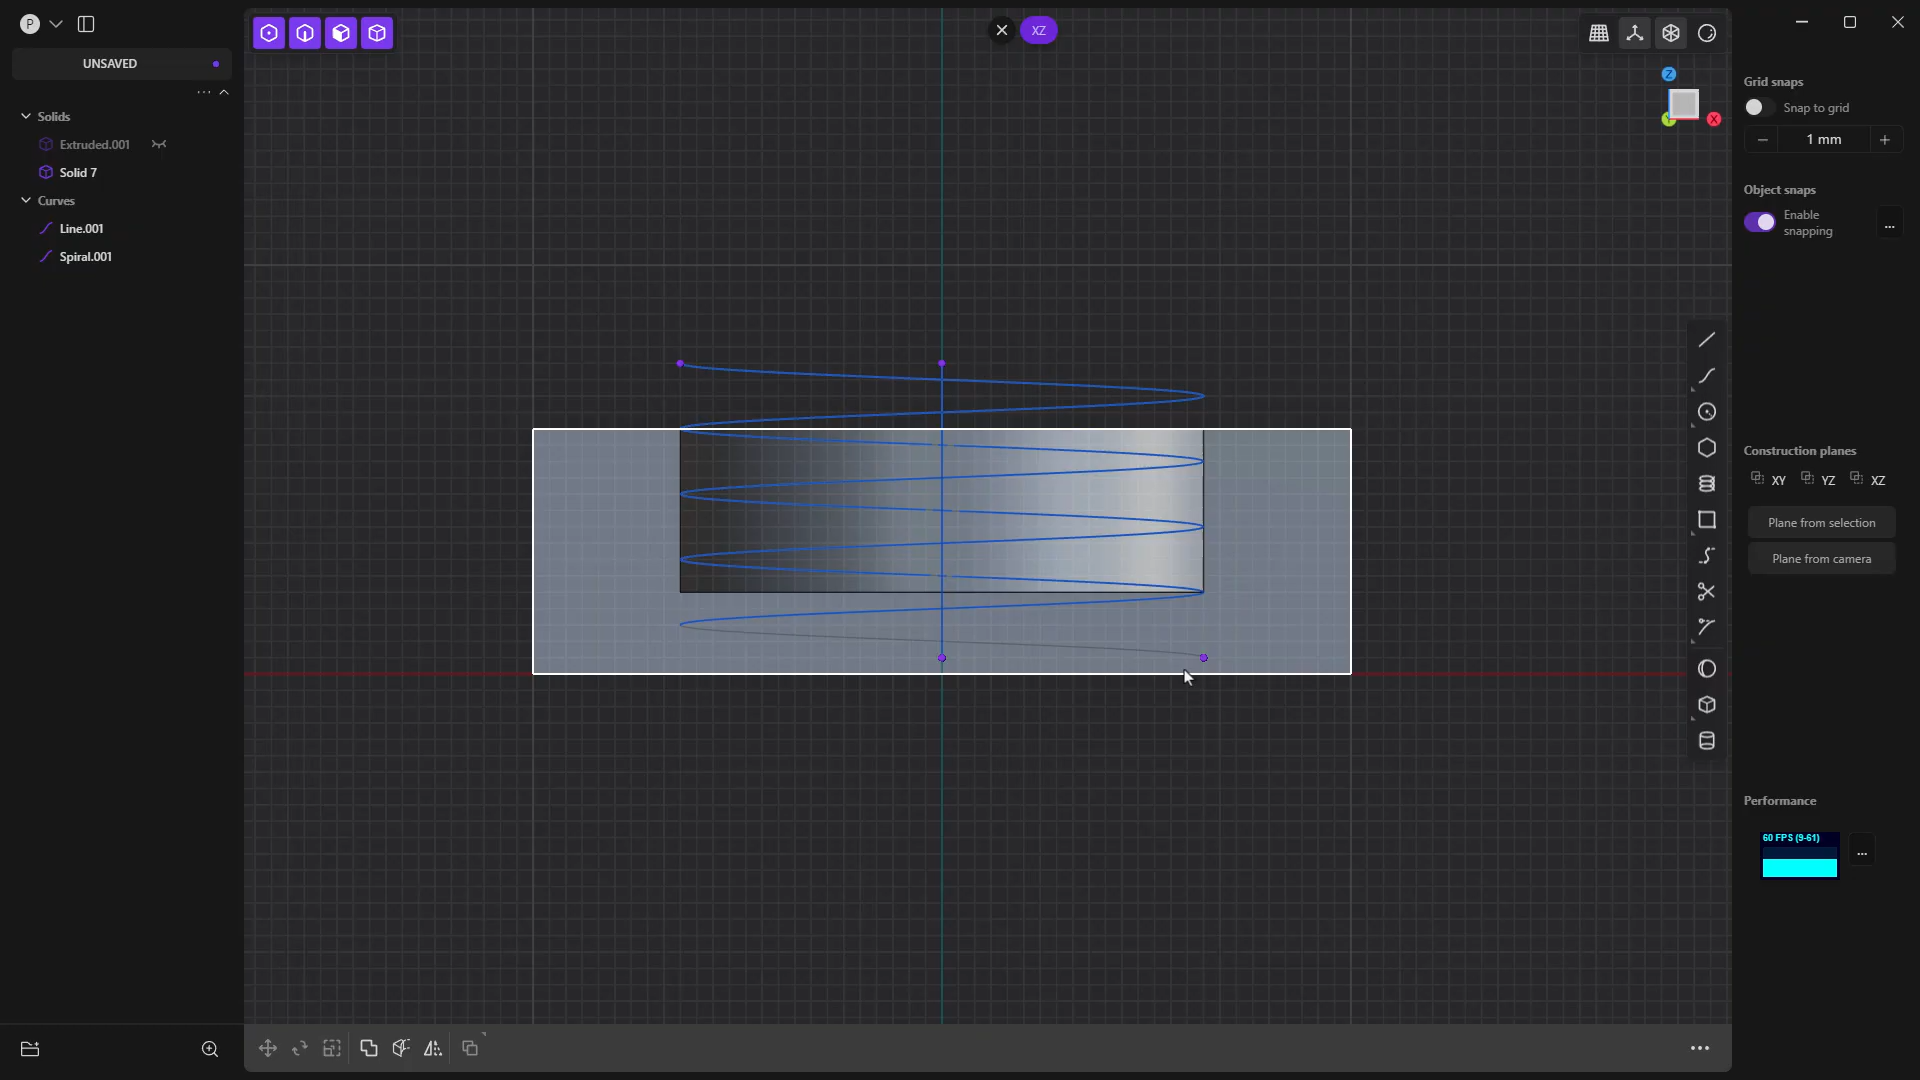 P
UNSAVED
...
Solids
Extruded.001
Solid 7
Curves
Line.001
Spiral.001
XZ
Z
Y
X
Grid snaps
Snap to grid
1 mm
Object snaps
Enable
snapping
...
Construction planes
XY
YZ
XZ
Plane from selection
Plane from camera
Performance
60 FPS (9-61)
...